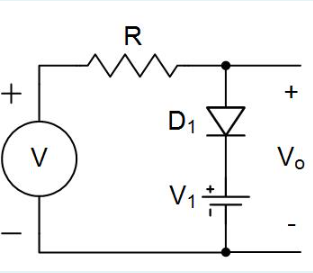 R
+
+
D₁
V
Vₒ
V₁
+
-
-
-